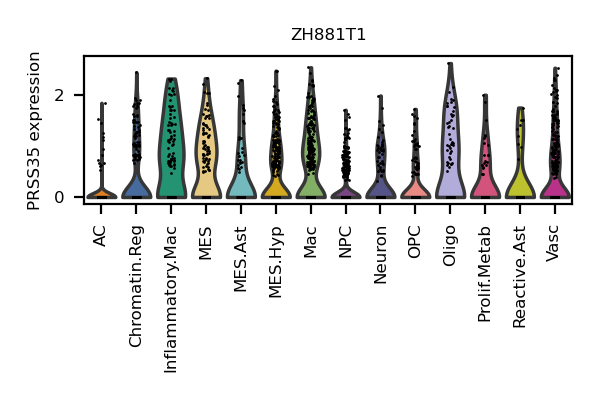 ZH881T1
PRSS35 expression
2
0
AC
Chromatin.Reg
Inflammatory.Mac
MES
MES.Ast
MES.Hyp
Mac
NPC
Neuron
OPC
Oligo
Prolif.Metab
Reactive.Ast
Vasc